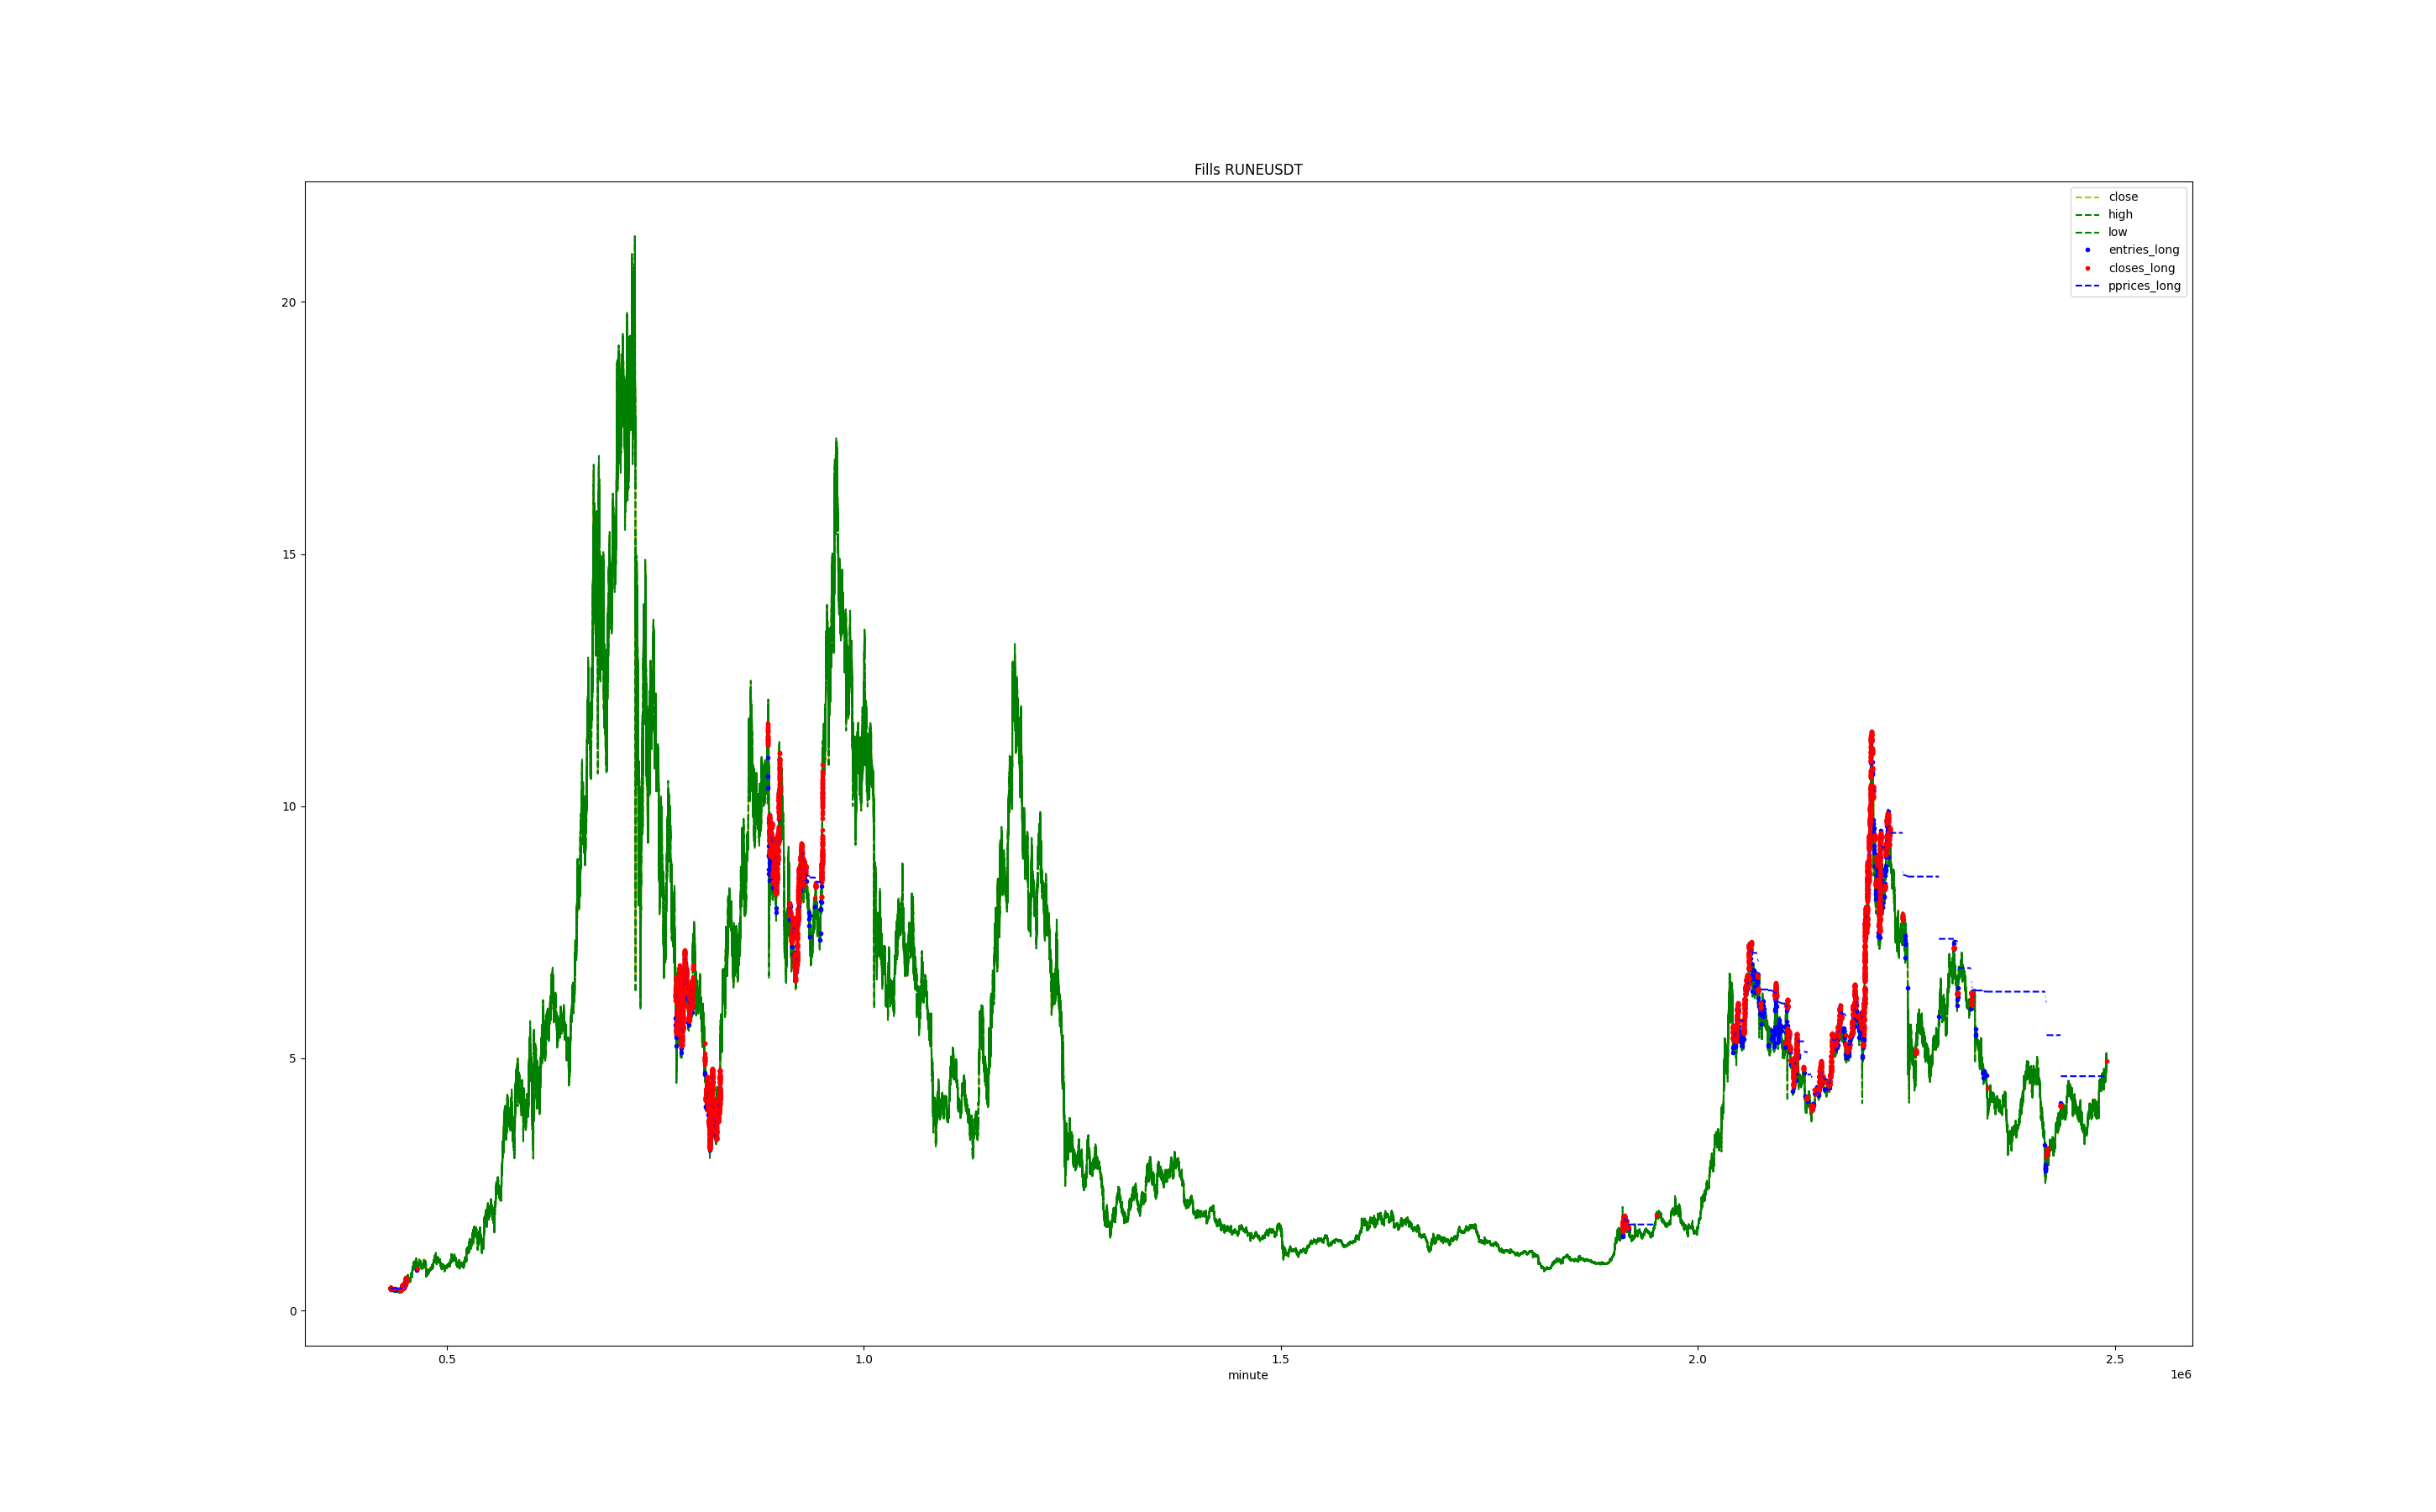 Fills RUNEUSDT
close
high
low
entries_long
closes_long
pprices_long
20
15
10
5
0
0.5 1.0 1.5 2.0 2.5
minute
1e6